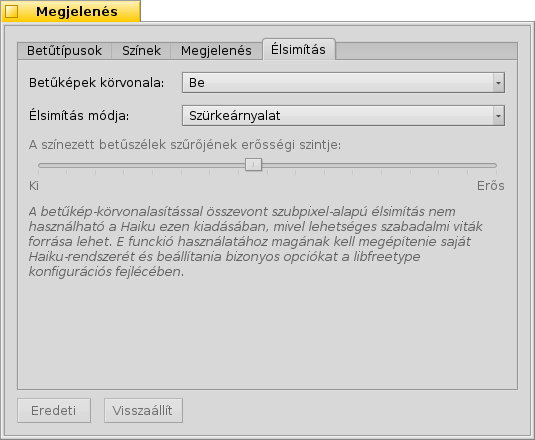 Megjelenés
Betűtípusok Színek Megjelenés Élsimítás
Betűképek körvonala: Be
Élsimítás módja: Szürkeárnyalat
A színezett betűszélek szűrőjének erősségi szintje:
Ki Erős
A betűkép-körvonalasítással összevont szubpixel-alapú élsimítás nem
használható a Haiku ezen kiadásában, mivel lehetséges szabadalmi viták
forrása lehet. E funckió használatához magának kell megépítenie saját
Haiku-rendszerét és beállítania bizonyos opciókat a libfreetype
konfigurációs fejlécében.
Eredeti Visszaállít